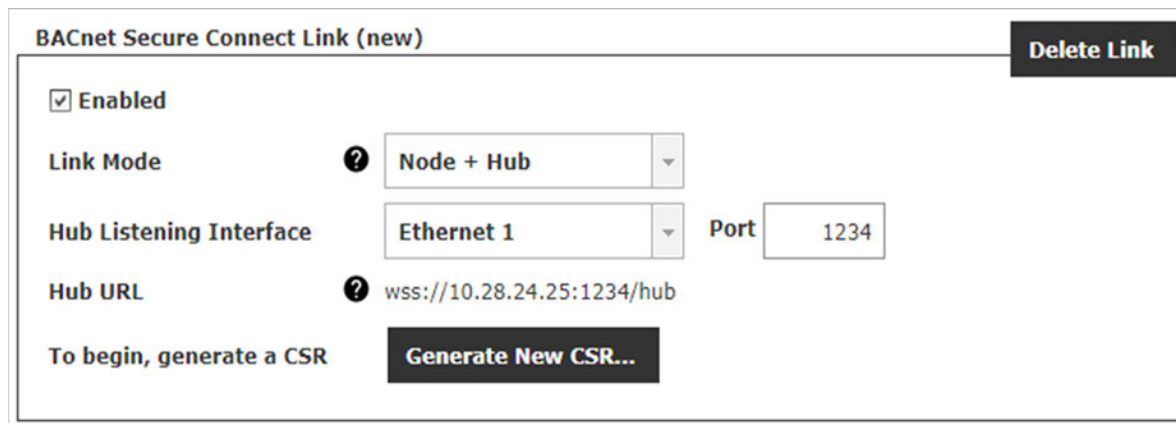 BACnet Secure Connect Link (new)
Delete Link
Enabled
Link Mode ? Node + Hub
Hub Listening Interface Ethernet 1 Port 1234
Hub URL ? wss://10.28.24.25:1234/hub
To begin, generate a CSR Generate New CSR...